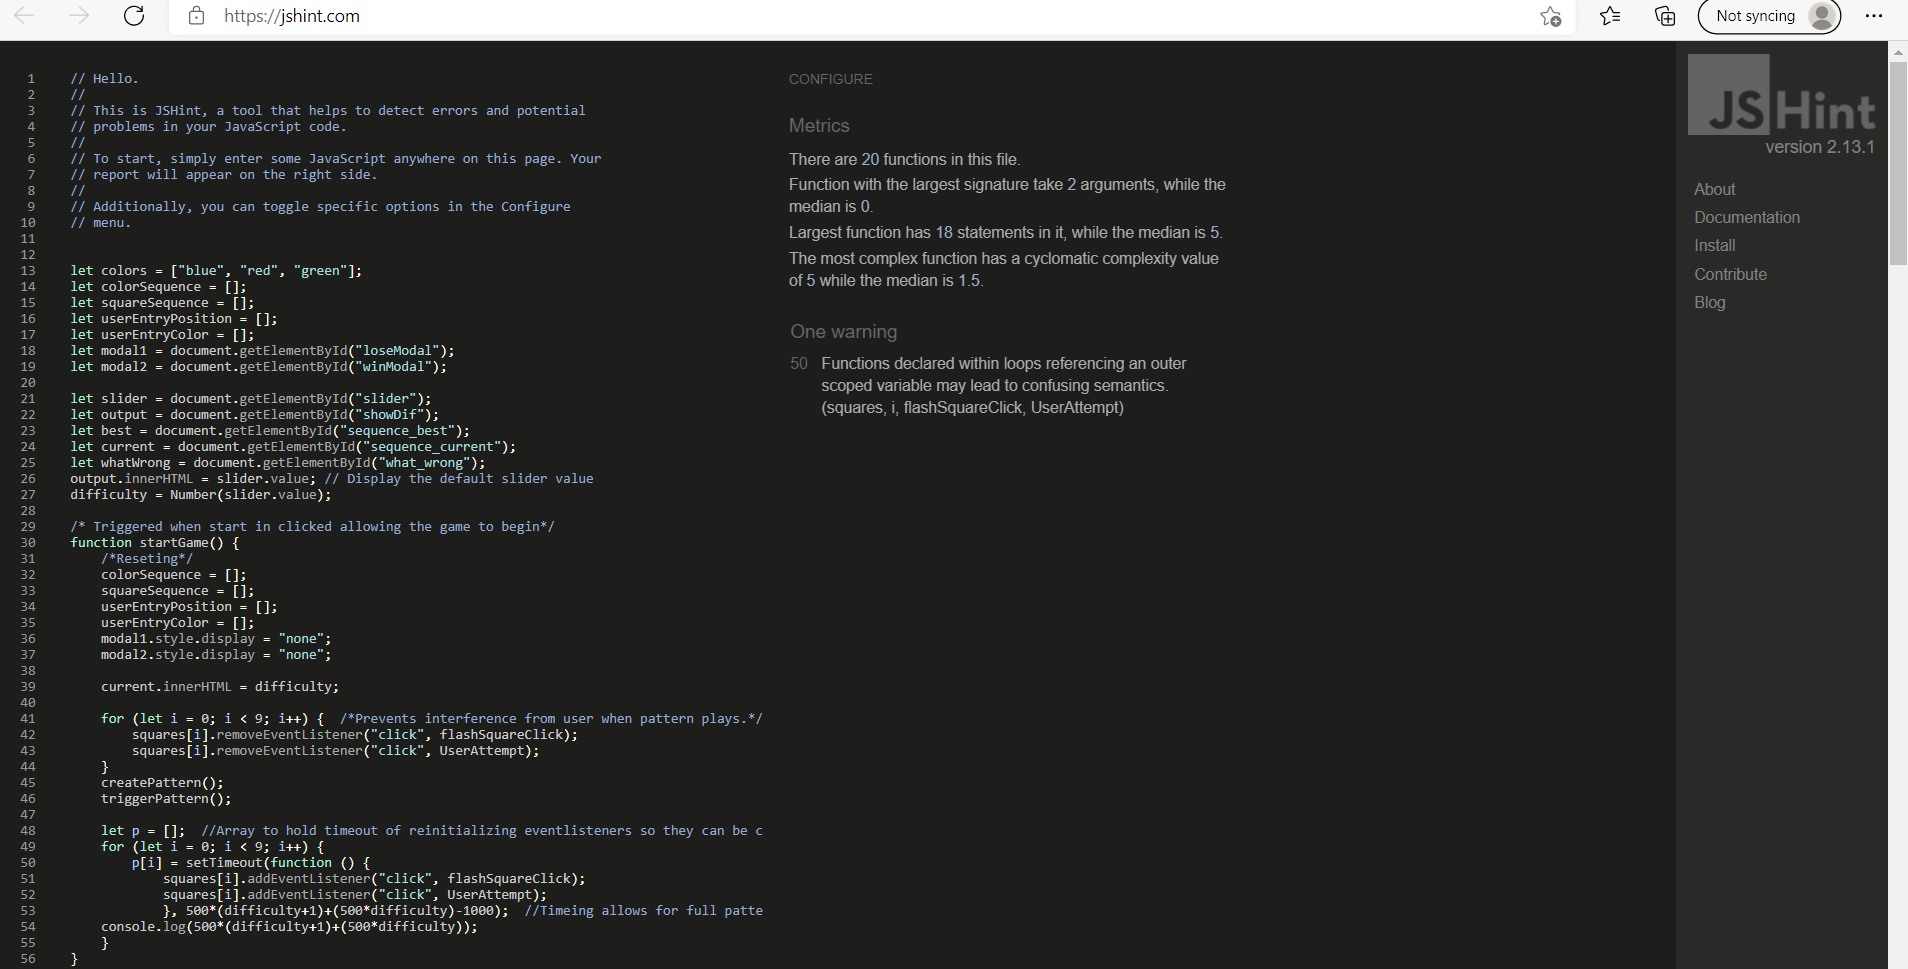 https://jshint.com
Not syncing
1 // Hello.
2 //
3 // This is JSHint, a tool that helps to detect errors and potential
4 // problems in your JavaScript code.
5 //
6 // To start, simply enter some JavaScript anywhere on this page. Your
7 // report will appear on the right side.
8 //
9 // Additionally, you can toggle specific options in the Configure
10 // menu.
11
12
13 let colors = ["blue", "red", "green"];
14 let colorSequence = [];
15 let squareSequence = [];
16 let userEntryPosition = [];
17 let userEntryColor = [];
18 let modal1 = document.getElementById("loseModal");
19 let modal2 = document.getElementById("winModal");
20
21 let slider = document.getElementById("slider");
22 let output = document.getElementById("showDif");
23 let best = document.getElementById("sequence_best");
24 let current = document.getElementById("sequence_current");
25 let whatWrong = document.getElementById("what_wrong");
26 output.innerHTML = slider.value; // Display the default slider value
27 difficulty = Number(slider.value);
28
29 /* Triggered when start in clicked allowing the game to begin*/
30 function startGame() {
31 /*Reseting*/
32 colorSequence = [];
33 squareSequence = [];
34 userEntryPosition = [];
35 userEntryColor = [];
36 modal1.style.display = "none";
37 modal2.style.display = "none";
38
39 current.innerHTML = difficulty;
40
41 for (let i = 0; i < 9; i++) { /*Prevents interference from user when pattern plays.*/
42 squares[i].removeEventListener("click", flashSquareClick);
43 squares[i].removeEventListener("click", UserAttempt);
44 }
45 createPattern();
46 triggerPattern();
47
48 let p = []; //Array to hold timeout of reinitializing eventlisteners so they can be c
49 for (let i = 0; i < 9; i++) {
50 p[i] = setTimeout(function () {
51 squares[i].addEventListener("click", flashSquareClick);
52 squares[i].addEventListener("click", UserAttempt);
53 }, 500*(difficulty+1)+(500*difficulty)-1000); //Timeing allows for full patte
54 console.log(500*(difficulty+1)+(500*difficulty));
55 }
56 }
CONFIGURE
Metrics
There are 20 functions in this file.
Function with the largest signature take 2 arguments, while the
median is 0.
Largest function has 18 statements in it, while the median is 5.
The most complex function has a cyclomatic complexity value
of 5 while the median is 1.5.
One warning
50 Functions declared within loops referencing an outer
scoped variable may lead to confusing semantics.
(squares, i, flashSquareClick, UserAttempt)
JSHint
version 2.13.1
About
Documentation
Install
Contribute
Blog